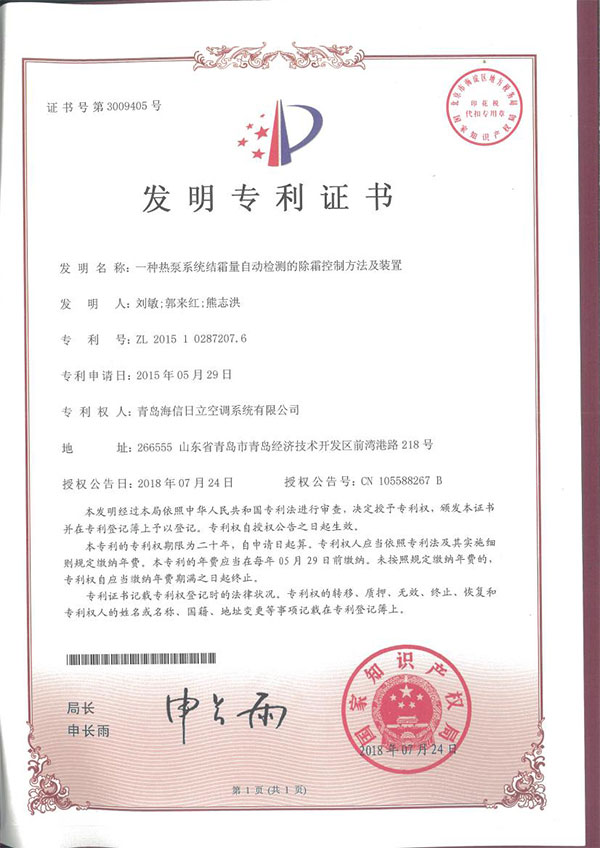 证书号第3009405号
北京市海淀区地方税务局
印花税
代扣专用章
国家知识产权局
发明专利证书
发明名称：一种热泵系统结霜量自动检测的除霜控制方法及装置
发明人：刘敏;郭来红;熊志洪
专利号：ZL 2015 1 0287207.6
专利申请日：2015年05月29日
专利权人：青岛海信日立空调系统有限公司
地址：266555 山东省青岛市青岛经济技术开发区前湾港路218号
授权公告日：2018年07月24日 授权公告号：CN 105588267 B
本发明经过本局依照中华人民共和国专利法进行审查，决定授予专利权，颁发本证书
并在专利登记簿上予以登记。专利权自授权公告之日起生效。
本专利的专利权期限为二十年，自申请日起算。专利权人应当依照专利法及其实施细
则规定缴纳年费。本专利的年费应当在每年05月29日前缴纳。未按照规定缴纳年费的，
专利权自应当缴纳年费期满之日起终止。
专利证书记载专利权登记时的法律状况。专利权的转移、质押、无效、终止、恢复和
专利权人的姓名或名称、国籍、地址变更等事项记载在专利登记簿上。
局长
申长雨
申长雨
国家知识产权局
2018年07月24日
第1页(共1页)